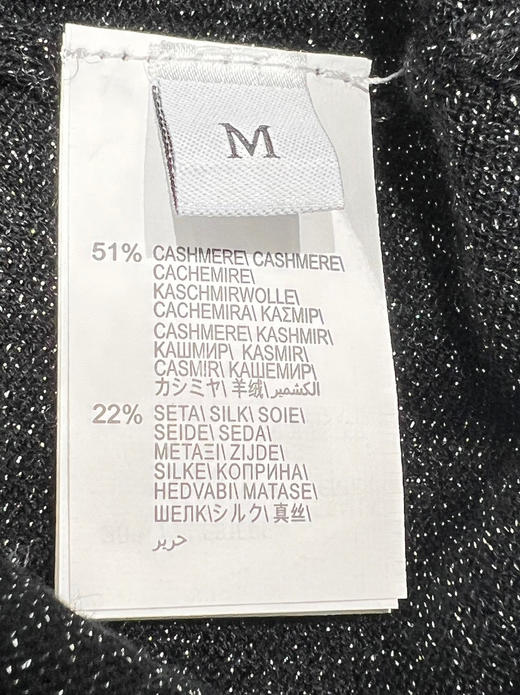 M
51% CASHMERE\ CASHMERE\
CACHEMIRE\
KASCHMIRWOLLE\
CACHEMIRA\ ΚΑΣΜΙΡ\
CASHMERE\ KASHMIR\
КАШМИР\ KASMIR\
CASMIR\ КАШЕМИР\
カシミヤ\ 羊绒\ الكشمير\
22% SETA\ SILK\ SOIE\
SEIDE\ SEDA\
ΜΕΤΑΞΙ\ ZIJDE\
SILKE\ КОПРИНА\
HEDVABI\ MATASE\
ШЕЛК\ シルク\ 真丝\
حرير